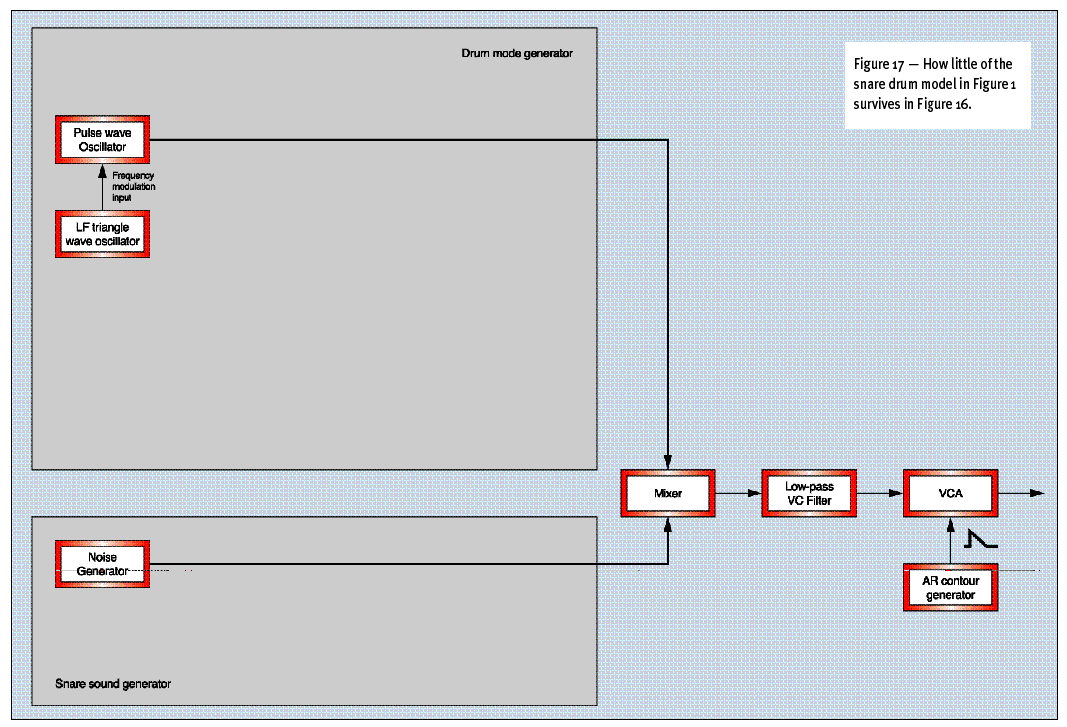 Drum mode generator
Figure 17 — How little of the
snare drum model in Figure 1
survives in Figure 16.
Pulse wave
Oscillator
Frequency
modulation
input
LF triangle
wave oscillator
Mixer
Low-pass
VC Filter
VCA
Noise
Generator
AR contour
generator
Snare sound generator